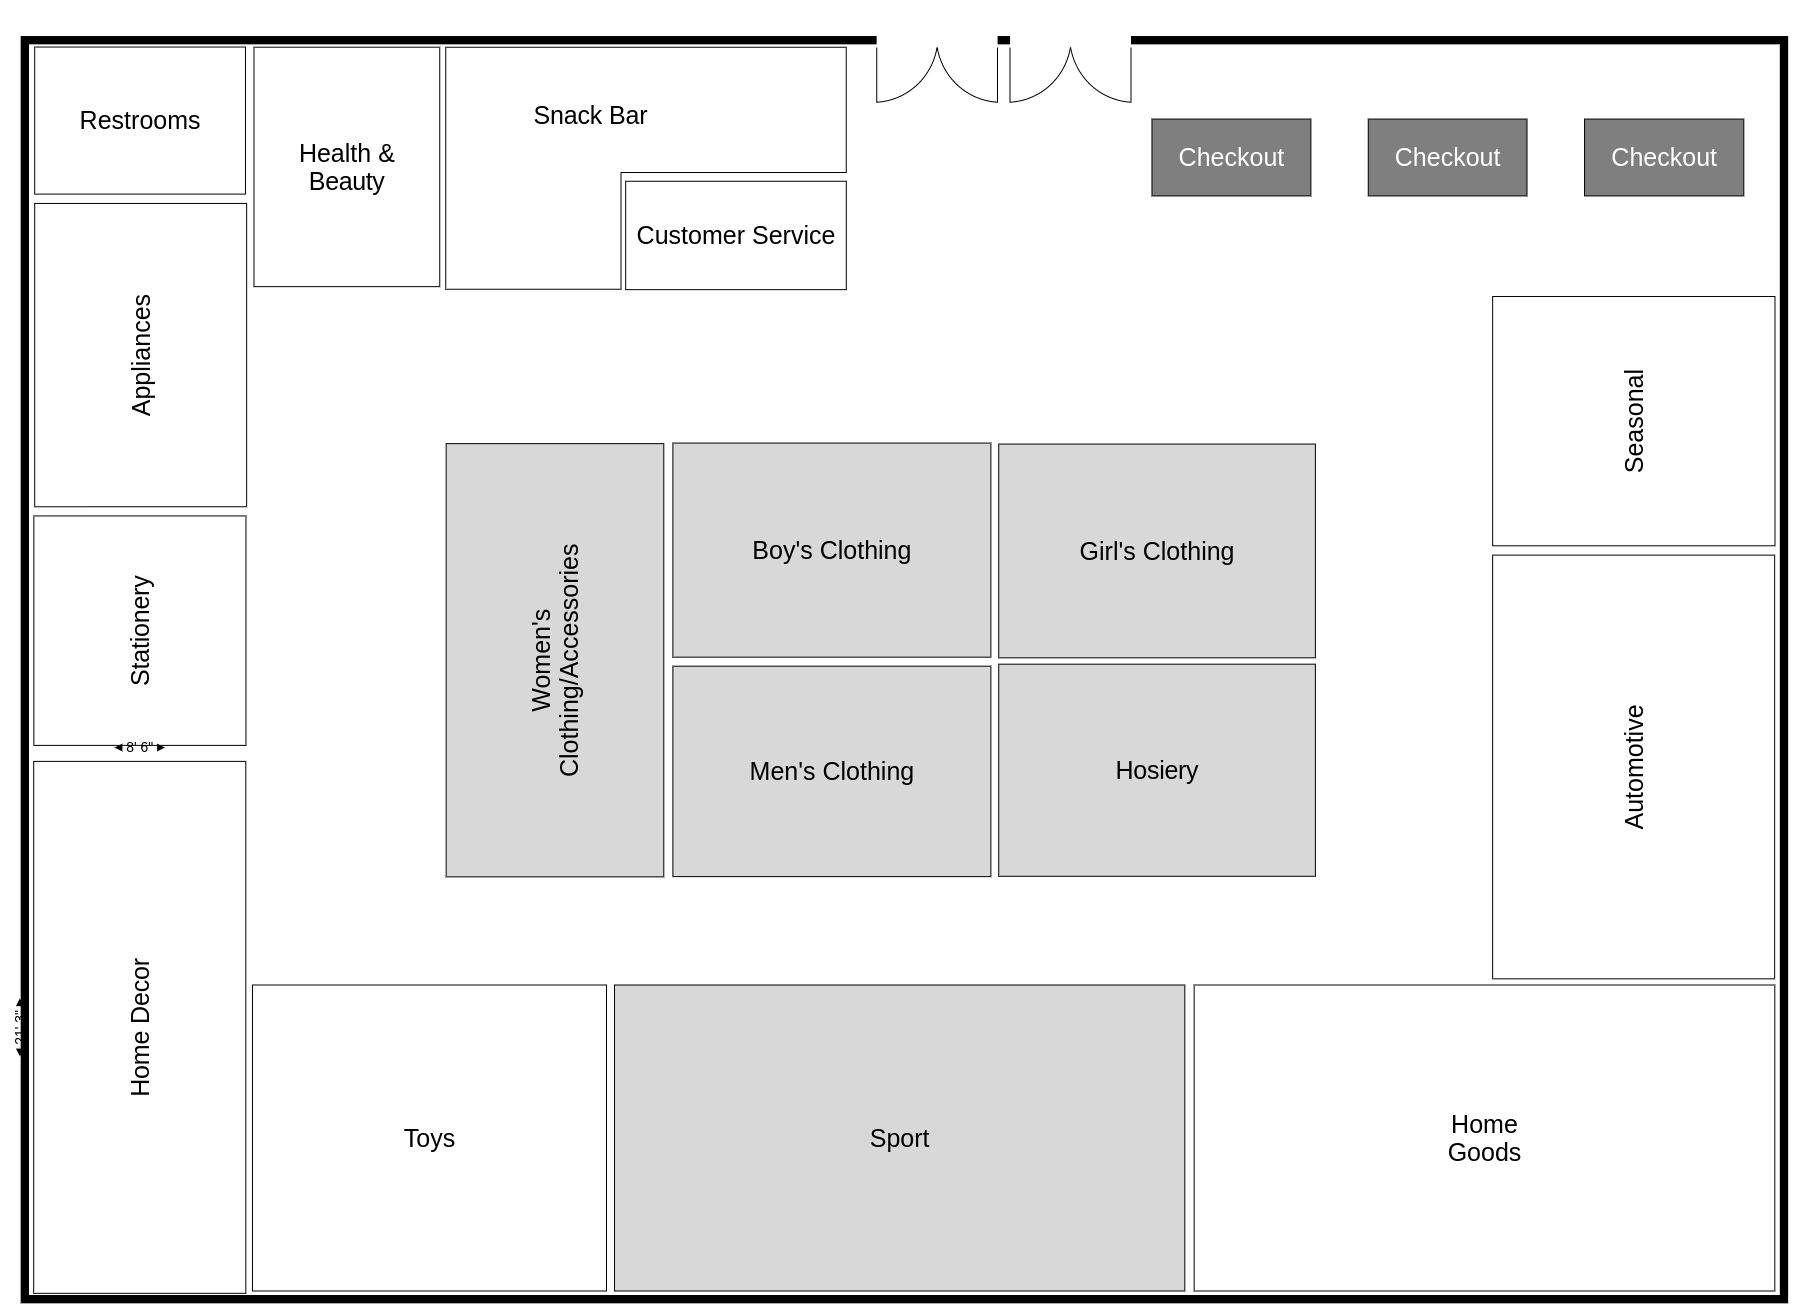 Restrooms
Health &
Beauty
Snack Bar
Checkout
Checkout
Checkout
Customer Service
Appliances
Seasonal
Stationery
8' 6"
Women's
Clothing/Accessories
Boy's Clothing
Girl's Clothing
Men's Clothing
Hosiery
Automotive
Home Decor
21' 3"
Toys
Sport
Home
Goods